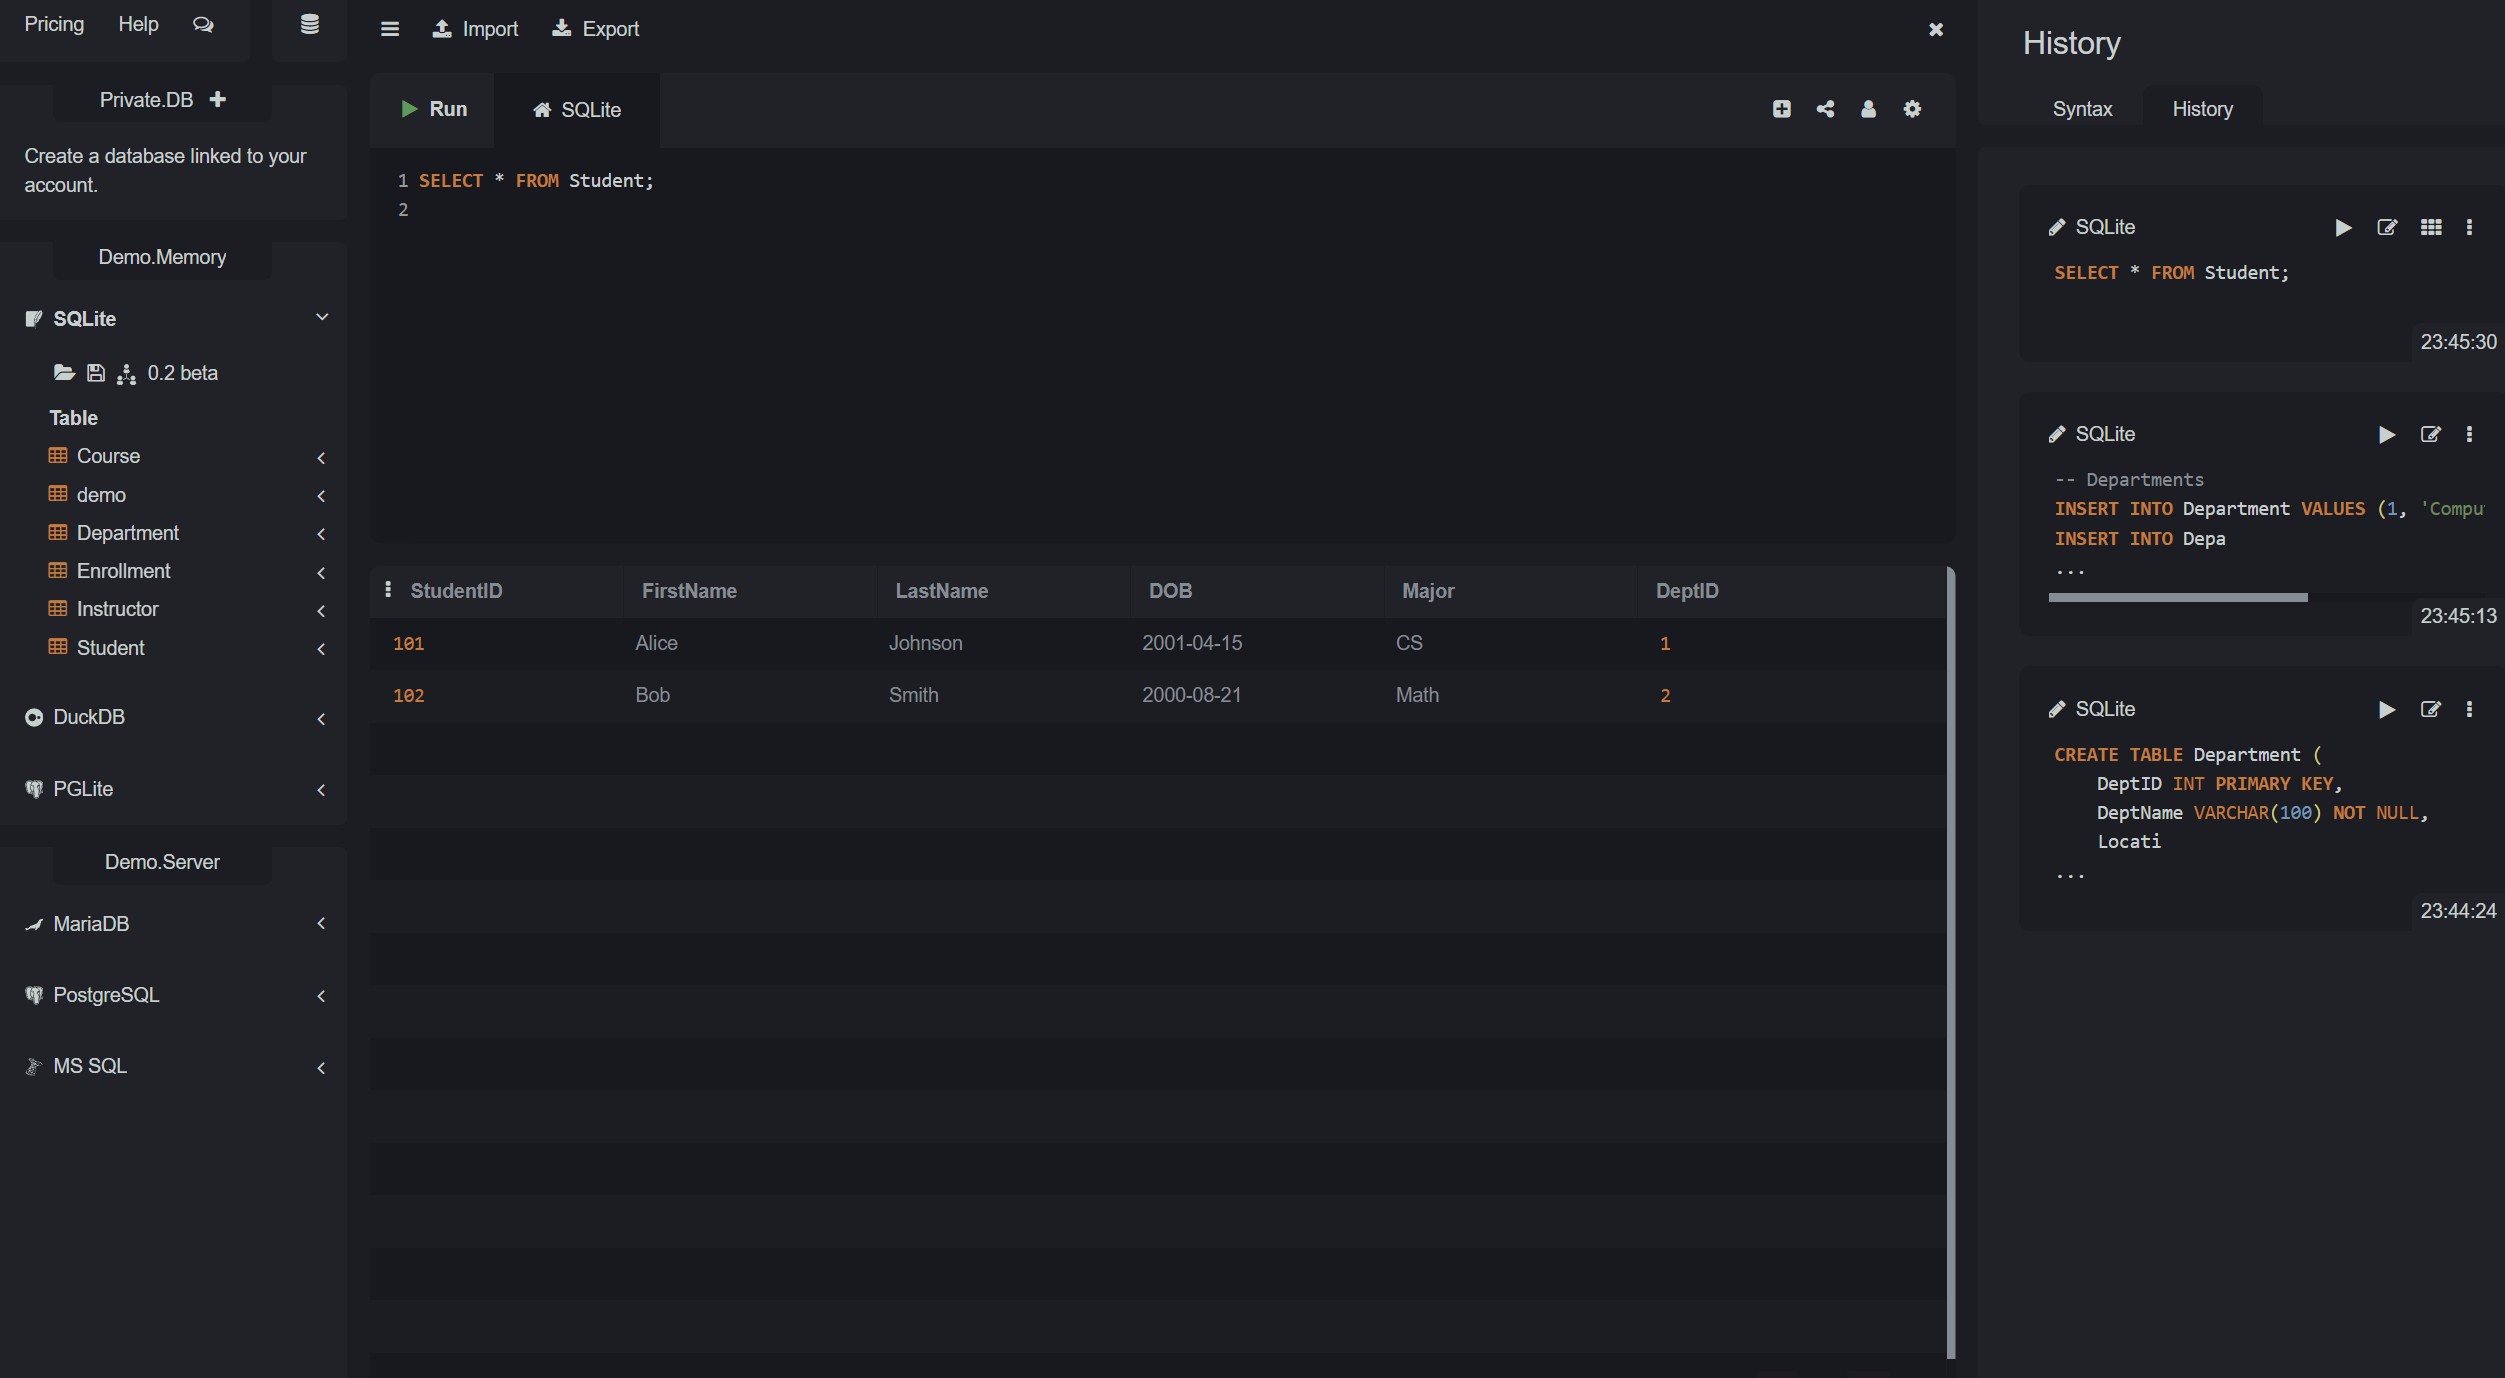 Pricing Help
Private.DB
Create a database linked to your
account.
Demo.Memory
SQLite
0.2 beta
Table
Course
demo
Department
Enrollment
Instructor
Student
DuckDB
PGLite
Demo.Server
MariaDB
PostgreSQL
MS SQL
Import Export
Run SQLite
1 SELECT * FROM Student;
2
StudentID FirstName LastName DOB Major DeptID
101 Alice Johnson 2001-04-15 CS 1
102 Bob Smith 2000-08-21 Math 2
History
Syntax History
SQLite
SELECT * FROM Student;
23:45:30
SQLite
-- Departments
INSERT INTO Department VALUES (1, 'Compu
INSERT INTO Depa
...
23:45:13
SQLite
CREATE TABLE Department (
DeptID INT PRIMARY KEY,
DeptName VARCHAR(100) NOT NULL,
Locati
...
23:44:24